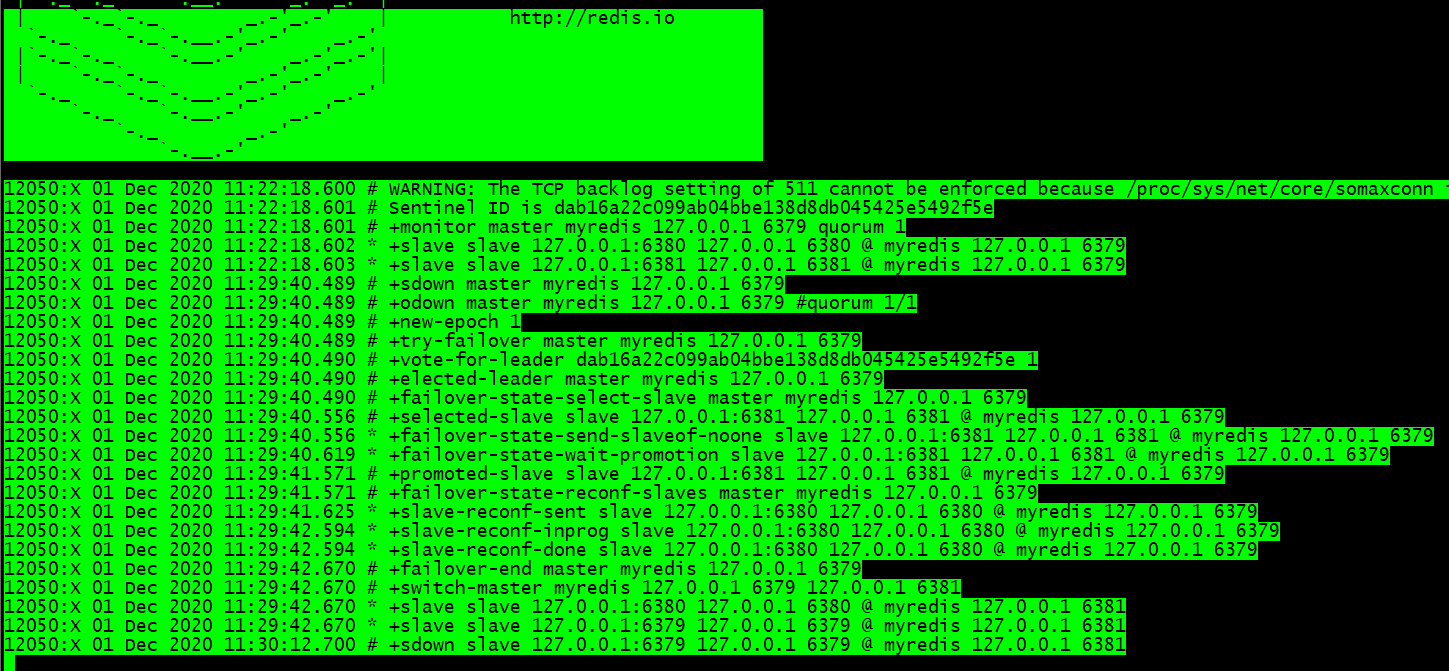 http://redis.io
12050:X 01 Dec 2020 11:22:18.600 # WARNING: The TCP backlog setting of 511 cannot be enforced because /proc/sys/net/core/somaxconn
12050:X 01 Dec 2020 11:22:18.601 # Sentinel ID is dab16a22c099ab04bbe138d8db045425e5492f5e
12050:X 01 Dec 2020 11:22:18.601 # +monitor master myredis 127.0.0.1 6379 quorum 1
12050:X 01 Dec 2020 11:22:18.602 * +slave slave 127.0.0.1:6380 127.0.0.1 6380 @ myredis 127.0.0.1 6379
12050:X 01 Dec 2020 11:22:18.603 * +slave slave 127.0.0.1:6381 127.0.0.1 6381 @ myredis 127.0.0.1 6379
12050:X 01 Dec 2020 11:29:40.489 # +sdown master myredis 127.0.0.1 6379
12050:X 01 Dec 2020 11:29:40.489 # +odown master myredis 127.0.0.1 6379 #quorum 1/1
12050:X 01 Dec 2020 11:29:40.489 # +new-epoch 1
12050:X 01 Dec 2020 11:29:40.489 # +try-failover master myredis 127.0.0.1 6379
12050:X 01 Dec 2020 11:29:40.490 # +vote-for-leader dab16a22c099ab04bbe138d8db045425e5492f5e 1
12050:X 01 Dec 2020 11:29:40.490 # +elected-leader master myredis 127.0.0.1 6379
12050:X 01 Dec 2020 11:29:40.490 # +failover-state-select-slave master myredis 127.0.0.1 6379
12050:X 01 Dec 2020 11:29:40.556 # +selected-slave slave 127.0.0.1:6381 127.0.0.1 6381 @ myredis 127.0.0.1 6379
12050:X 01 Dec 2020 11:29:40.556 * +failover-state-send-slaveof-noone slave 127.0.0.1:6381 127.0.0.1 6381 @ myredis 127.0.0.1 6379
12050:X 01 Dec 2020 11:29:40.619 * +failover-state-wait-promotion slave 127.0.0.1:6381 127.0.0.1 6381 @ myredis 127.0.0.1 6379
12050:X 01 Dec 2020 11:29:41.571 # +promoted-slave slave 127.0.0.1:6381 127.0.0.1 6381 @ myredis 127.0.0.1 6379
12050:X 01 Dec 2020 11:29:41.571 # +failover-state-reconf-slaves master myredis 127.0.0.1 6379
12050:X 01 Dec 2020 11:29:41.625 * +slave-reconf-sent slave 127.0.0.1:6380 127.0.0.1 6380 @ myredis 127.0.0.1 6379
12050:X 01 Dec 2020 11:29:42.594 * +slave-reconf-inprog slave 127.0.0.1:6380 127.0.0.1 6380 @ myredis 127.0.0.1 6379
12050:X 01 Dec 2020 11:29:42.594 * +slave-reconf-done slave 127.0.0.1:6380 127.0.0.1 6380 @ myredis 127.0.0.1 6379
12050:X 01 Dec 2020 11:29:42.670 # +failover-end master myredis 127.0.0.1 6379
12050:X 01 Dec 2020 11:29:42.670 # +switch-master myredis 127.0.0.1 6379 127.0.0.1 6381
12050:X 01 Dec 2020 11:29:42.670 * +slave slave 127.0.0.1:6380 127.0.0.1 6380 @ myredis 127.0.0.1 6381
12050:X 01 Dec 2020 11:29:42.670 * +slave slave 127.0.0.1:6379 127.0.0.1 6379 @ myredis 127.0.0.1 6381
12050:X 01 Dec 2020 11:30:12.700 # +sdown slave 127.0.0.1:6379 127.0.0.1 6379 @ myredis 127.0.0.1 6381